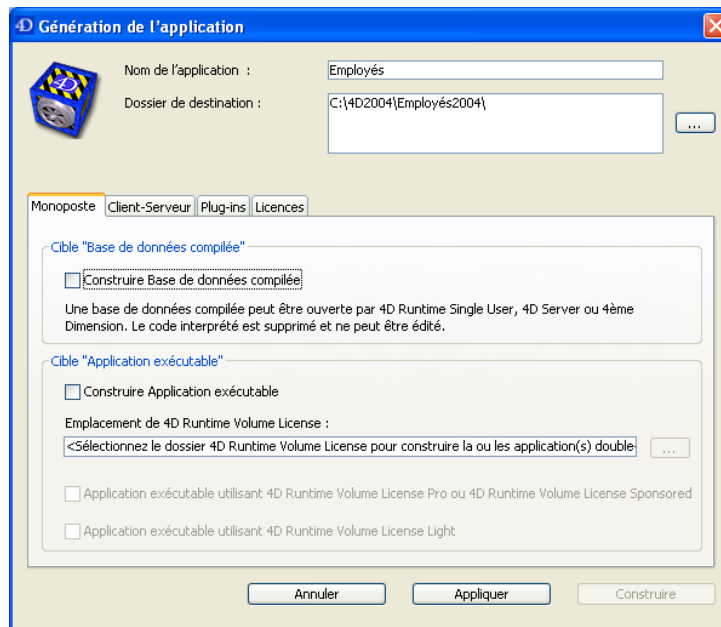 4D Génération de l'application
Nom de l'application :
Employés
Dossier de destination :
C:\4D2004\Employés2004\
...
4D
Monoposte
Client-Serveur
Plug-ins
Licences
Cible "Base de données compilée"
Construire Base de données compilée
Une base de données compilée peut être ouverte par 4D Runtime Single User, 4D Server ou 4ème
Dimension. Le code interprété est supprimé et ne peut être édité.
Cible "Application exécutable"
Construire Application exécutable
Emplacement de 4D Runtime Volume License :
<Sélectionnez le dossier 4D Runtime Volume License pour construire la ou les application(s) double-
...
Application exécutable utilisant 4D Runtime Volume License Pro ou 4D Runtime Volume License Sponsored
Application exécutable utilisant 4D Runtime Volume License Light
Annuler
Appliquer
Construire